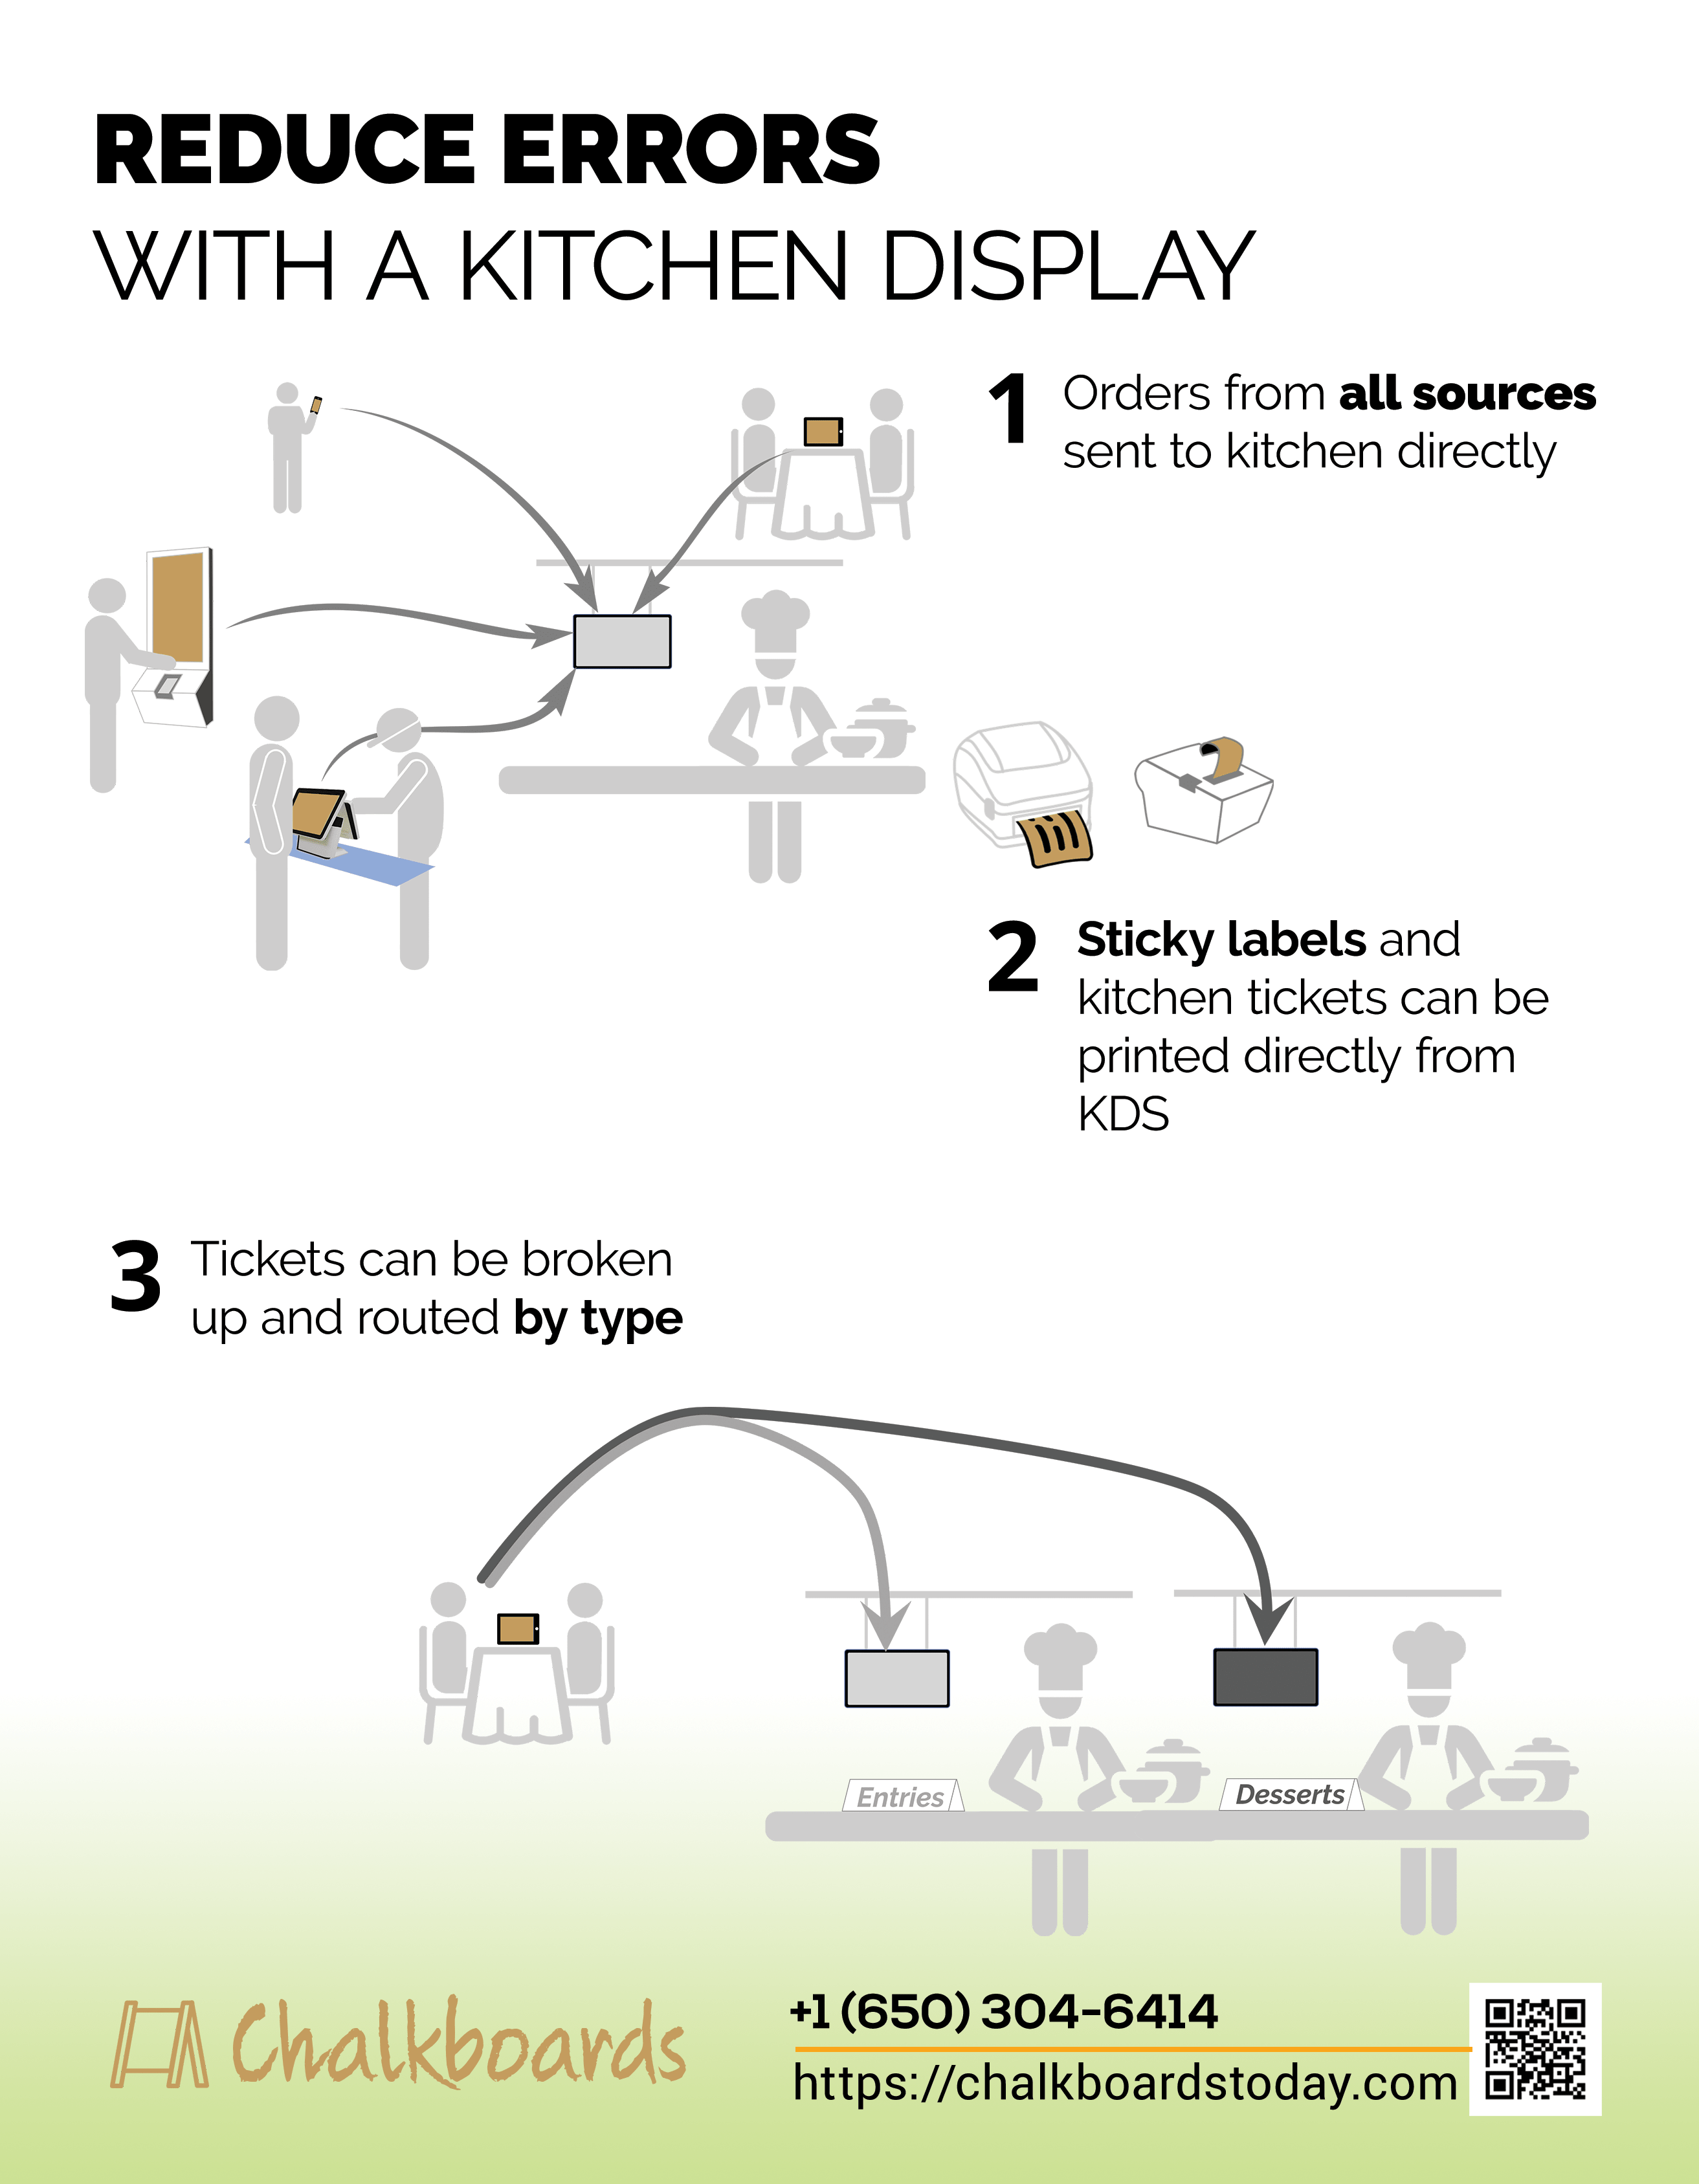 REDUCE ERRORS
WITH A KITCHEN DISPLAY
1 Orders from all sources
sent to kitchen directly
2 Sticky labels and
kitchen tickets can be
printed directly from
KDS
3 Tickets can be broken
up and routed by type
Entries
Desserts
Chalkboards
+1 (650) 304-6414
https://chalkboardstoday.com